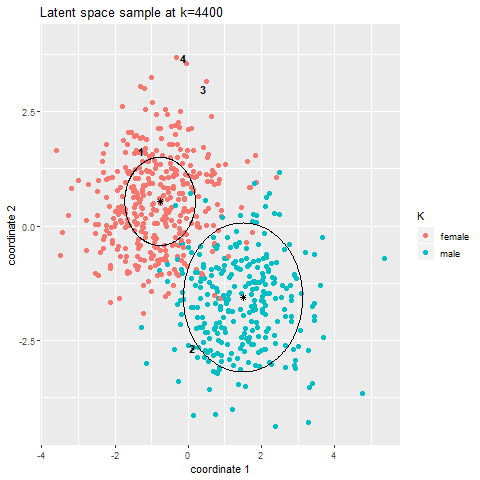 Latent space sample at k=4400
4
3
1
2
2.5
0.0
-2.5
-4
-2
0
2
4
coordinate 1
coordinate 2
K
female
male